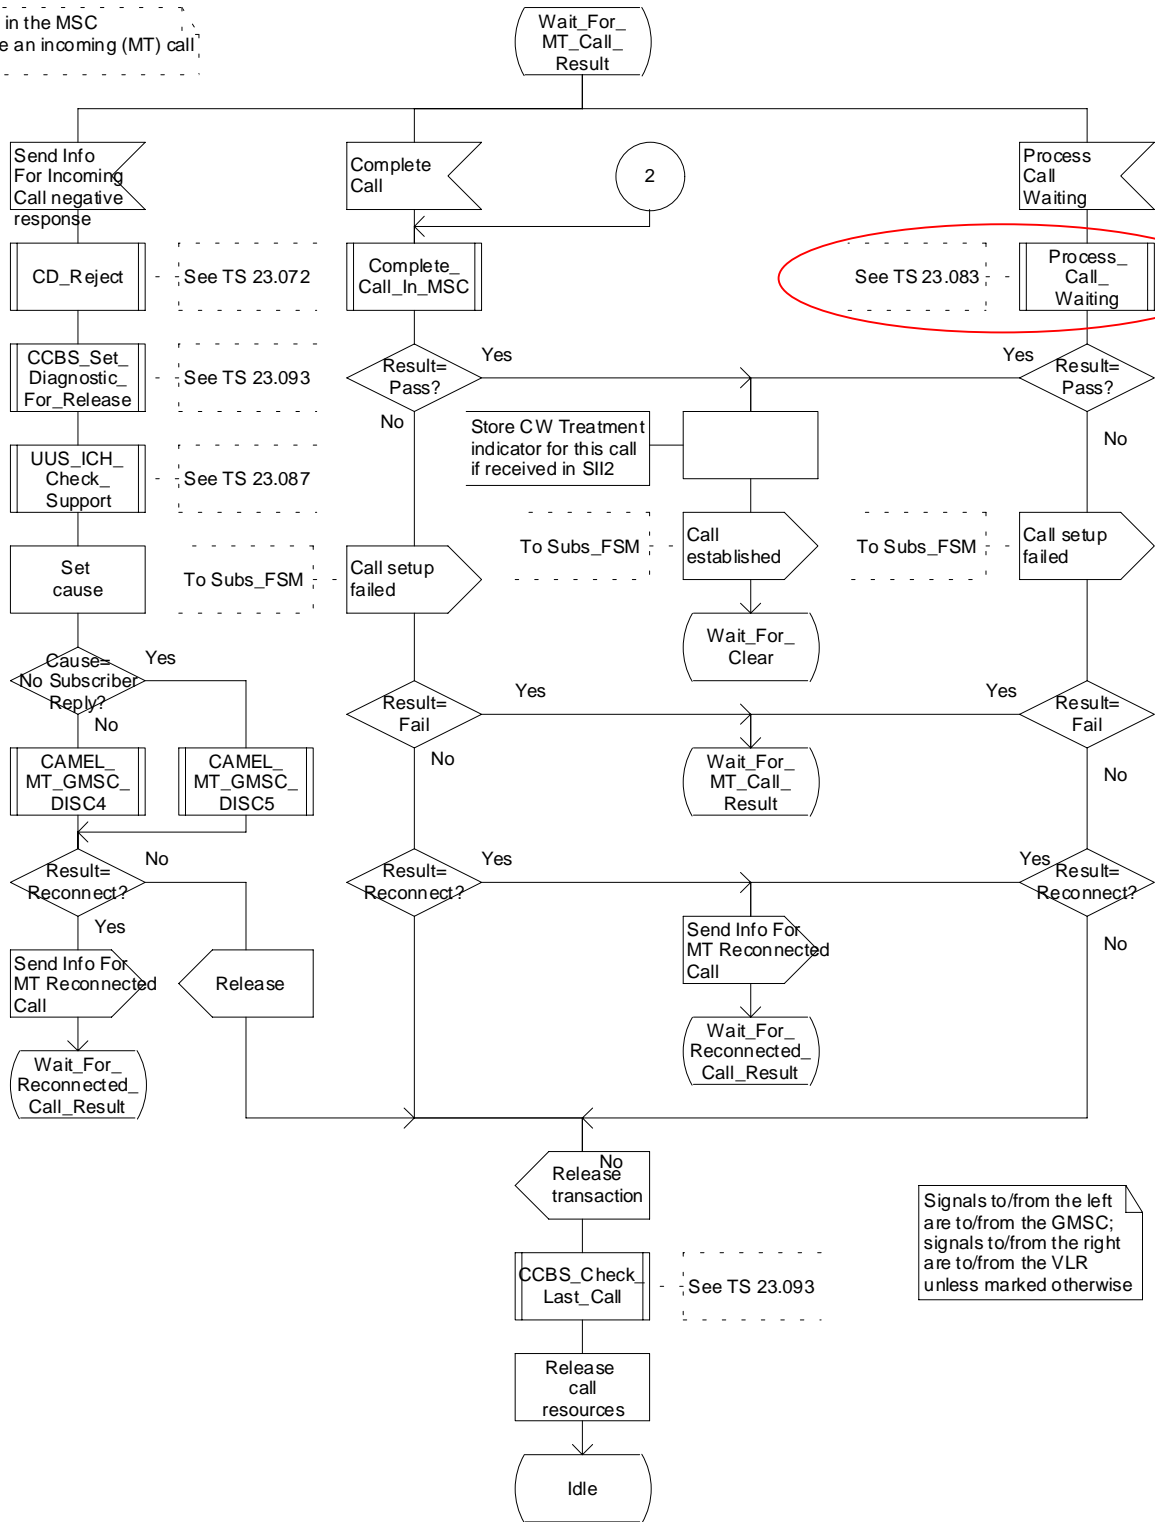 in the MSC
e an incoming (MT) call
Wait_For_
MT_Call_
Result
Send Info
For Incoming
Call negative
response
Complete
Call
2
Process
Call
Waiting
CD_Reject
See TS 23.072
Complete_
Call_In_MSC
See TS 23.083
Process_
Call_
Waiting
CCBS_Set_
Diagnostic_
For_Release
See TS 23.093
Result=
Pass?
Yes
No
Yes
Result=
Pass?
No
UUS_ICH_
Check_
Support
See TS 23.087
Store CW Treatment
indicator for this call
if received in SII2
Set
cause
To Subs_FSM
Call setup
failed
To Subs_FSM
Call
established
To Subs_FSM
Call setup
failed
Wait_For_
Clear
Cause=
No Subscriber
Reply?
Yes
No
Result=
Fail
Yes
No
Yes
Result=
Fail
No
CAMEL_
MT_GMSC_
DISC4
CAMEL_
MT_GMSC_
DISC5
Wait_For_
MT_Call_
Result
Result=
Reconnect?
No
Yes
Result=
Reconnect?
Yes
Yes
Result=
Reconnect?
No
Send Info For
MT Reconnected
Call
Release
Send Info For
MT Reconnected
Call
Wait_For_
Reconnected_
Call_Result
Wait_For_
Reconnected_
Call_Result
No
Release
transaction
Signals to/from the left
are to/from the GMSC;
signals to/from the right
are to/from the VLR
unless marked otherwise
CCBS_Check_
Last_Call
See TS 23.093
Release
call
resources
Idle